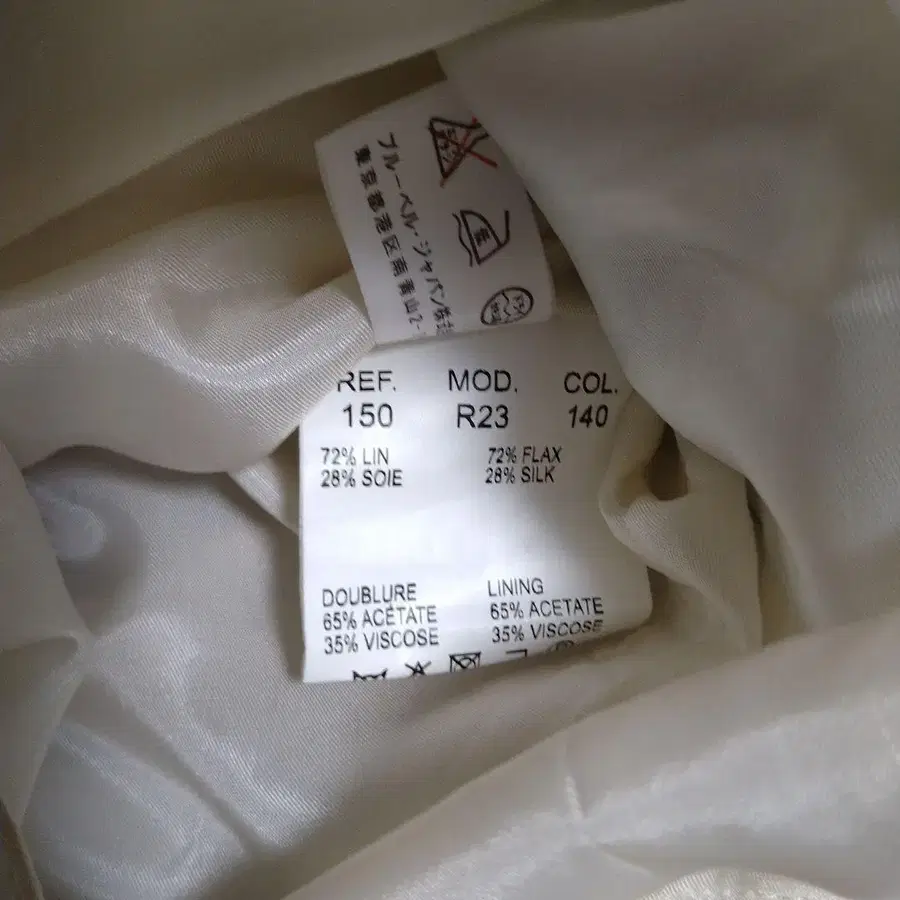 ブルーベル・ジャパン株式
東京都港区南青山2-
REF. MOD. COL.
150 R23 140
72% LIN 72% FLAX
28% SOIE 28% SILK
DOUBLURE LINING
65% ACÉTATE 65% ACETATE
35% VISCOSE 35% VISCOSE